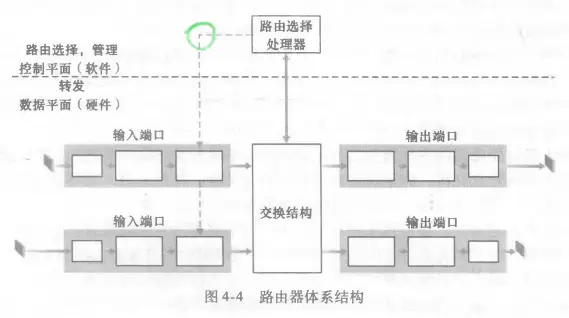 路由选择
处理器
路由选择，管理
控制平面（软件）
转发
数据平面（硬件）
输入端口
输出端口
交换结构
输入端口
输出端口
图 4-4 路由器体系结构